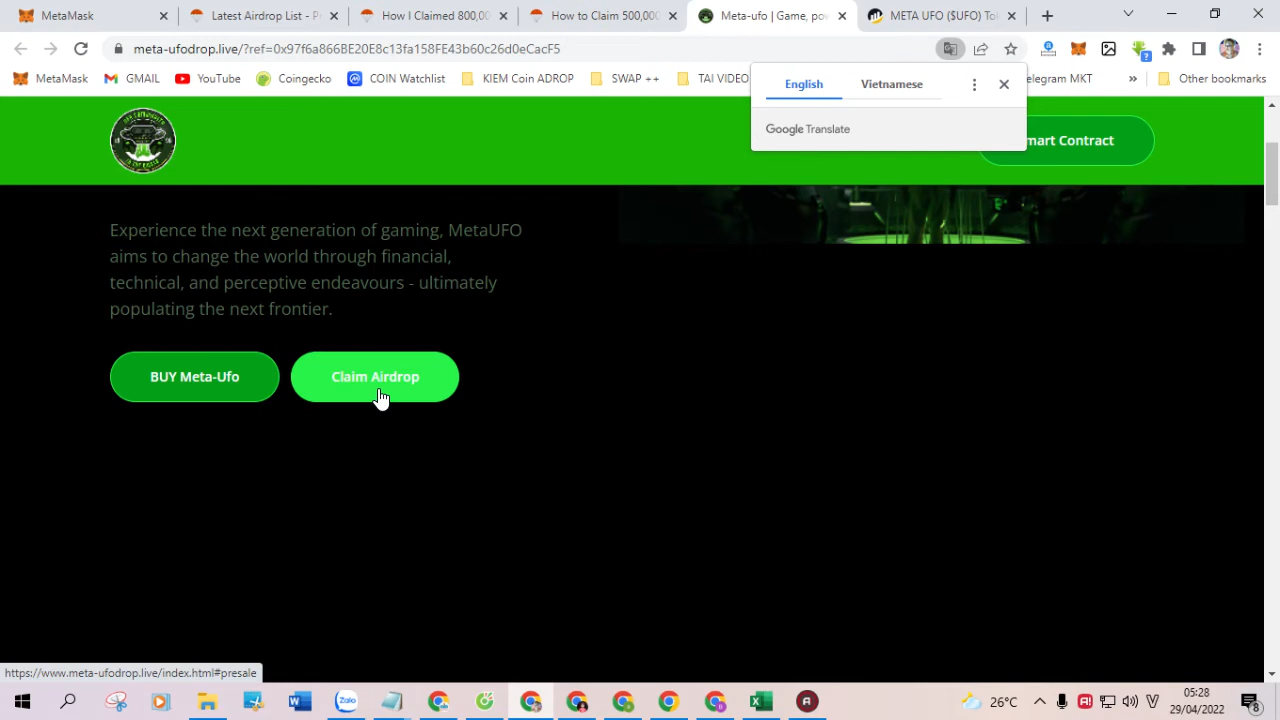 MetaMask
Latest Airdrop List - P
How I Claimed 800,00
How to Claim 500,000
Meta-ufo | Game, po
META UFO ($UFO) To
meta-ufodrop.live/?ref=0x97f6a866BE20E8c13fa158FE43b60c26d0eCacF5
MetaMask
GMAIL
YouTube
Coingecko
COIN Watchlist
KIEM Coin ADROP
SWAP ++
TAI VIDEO
elegram MKT
»
Other bookmarks
English
Vietnamese
Google Translate
mart Contract
Experience the next generation of gaming, MetaUFO
aims to change the world through financial,
technical, and perceptive endeavours - ultimately
populating the next frontier.
BUY Meta-Ufo
Claim Airdrop
https://www.meta-ufodrop.live/index.html#presale
Zalo
26°C
05:28
29/04/2022
8